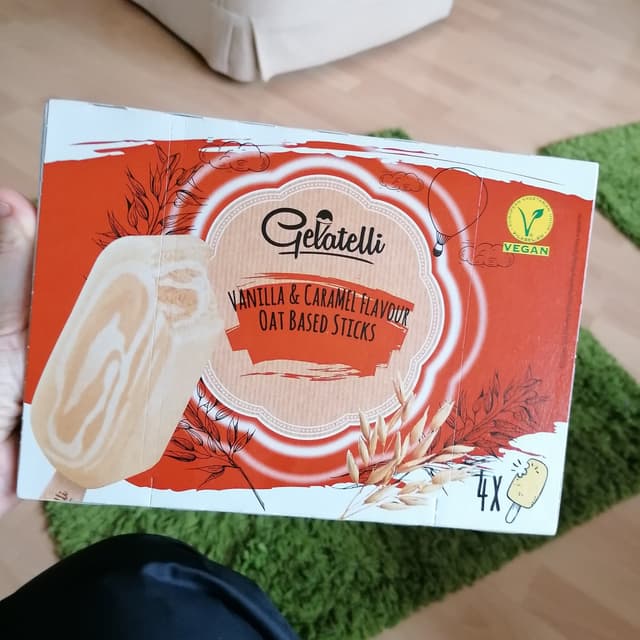 Gelatelli
VANILLA & CARAMEL FLAVOUR
OAT BASED STICKS
VEGAN
4X